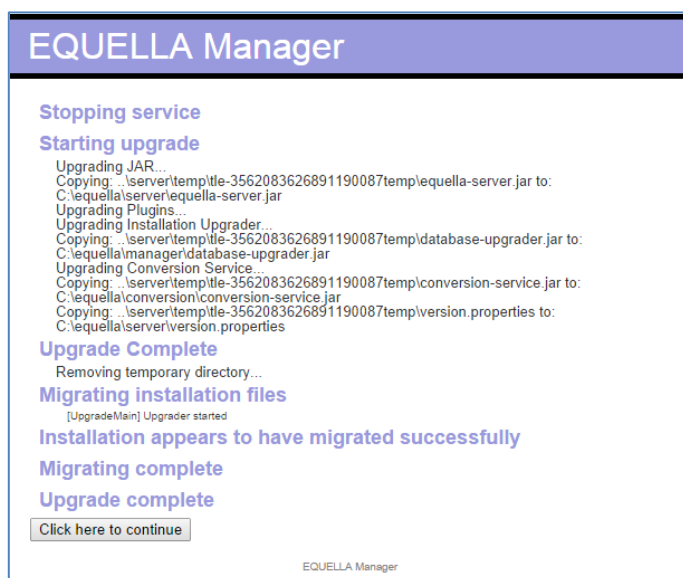 EQUELLA Manager
Stopping service
Starting upgrade
Upgrading JAR...
Copying: ..\server\temp\tle-3562083626891190087temp\equella-server.jar to:
C:\equella\server\equella-server.jar
Upgrading Plugins...
Upgrading Installation Upgrader...
Copying: ..\server\temp\tle-3562083626891190087temp\database-upgrader.jar to:
C:\equella\manager\database-upgrader.jar
Upgrading Conversion Service...
Copying: ..\server\temp\tle-3562083626891190087temp\conversion-service.jar to:
C:\equella\conversion\conversion-service.jar
Copying: ..\server\temp\tle-3562083626891190087temp\version.properties to:
C:\equella\server\version.properties
Upgrade Complete
Removing temporary directory...
Migrating installation files
[UpgradeMain] Upgrader started
Installation appears to have migrated successfully
Migrating complete
Upgrade complete
Click here to continue
EQUELLA Manager